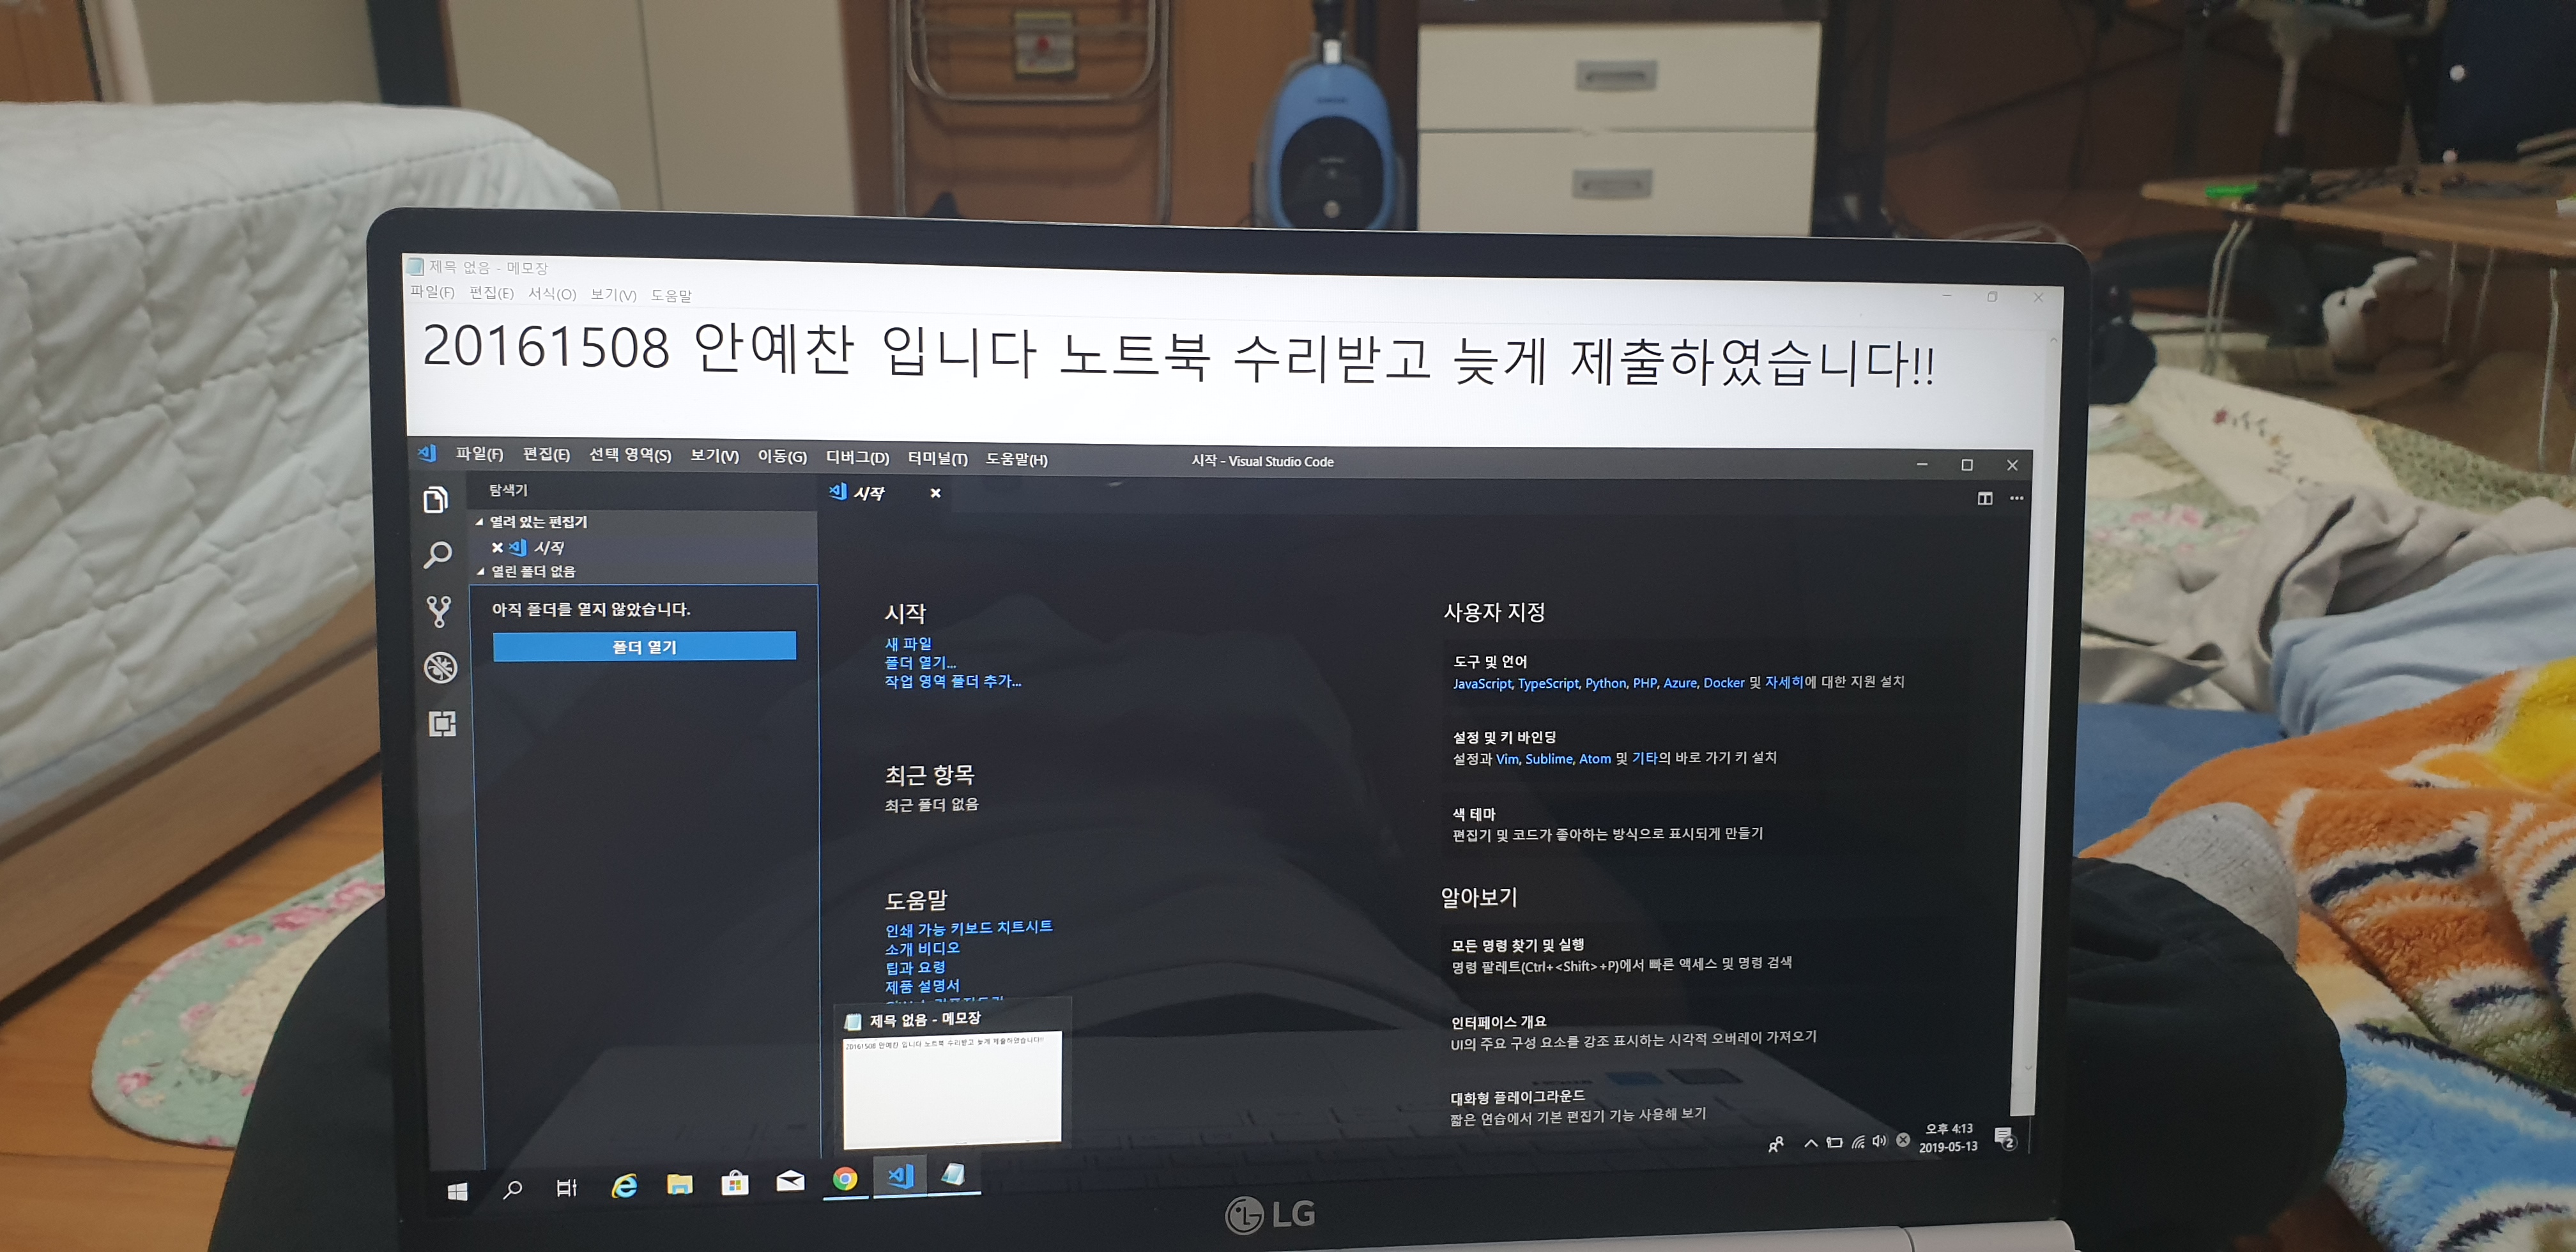 제목 없음 - 메모장
파일(F) 편집(E) 서식(O) 보기(V) 도움말
20161508 안예찬 입니다 노트북 수리받고 늦게 제출하였습니다!!
파일(F) 편집(E) 선택 영역(S) 보기(V) 이동(G) 디버그(D) 터미널(T) 도움말(H)
시작 - Visual Studio Code
탐색기
시작
열려 있는 편집기
시작
열린 폴더 없음
아직 폴더를 열지 않았습니다.
폴더 열기
시작
새 파일
폴더 열기...
작업 영역 폴더 추가...
최근 항목
최근 폴더 없음
도움말
인쇄 가능 키보드 치트시트
소개 비디오
팁과 요령
제품 설명서
사용자 지정
도구 및 언어
JavaScript, TypeScript, Python, PHP, Azure, Docker 및 자세히에 대한 지원 설치
설정 및 키 바인딩
설정과 Vim, Sublime, Atom 및 기타의 바로 가기 키 설치
색 테마
편집기 및 코드가 좋아하는 방식으로 표시되게 만들기
알아보기
모든 명령 찾기 및 실행
명령 팔레트(Ctrl+<Shift>+P)에서 빠른 액세스 및 명령 검색
인터페이스 개요
UI의 주요 구성 요소를 강조 표시하는 시각적 오버레이 가져오기
대화형 플레이그라운드
짧은 연습에서 기본 편집기 기능 사용해 보기
제목 없음 - 메모장
20161508 안예찬 입니다 노트북 수리받고 늦게 제출하였습니다!!
오후 4:13
2019-05-13
2
LG